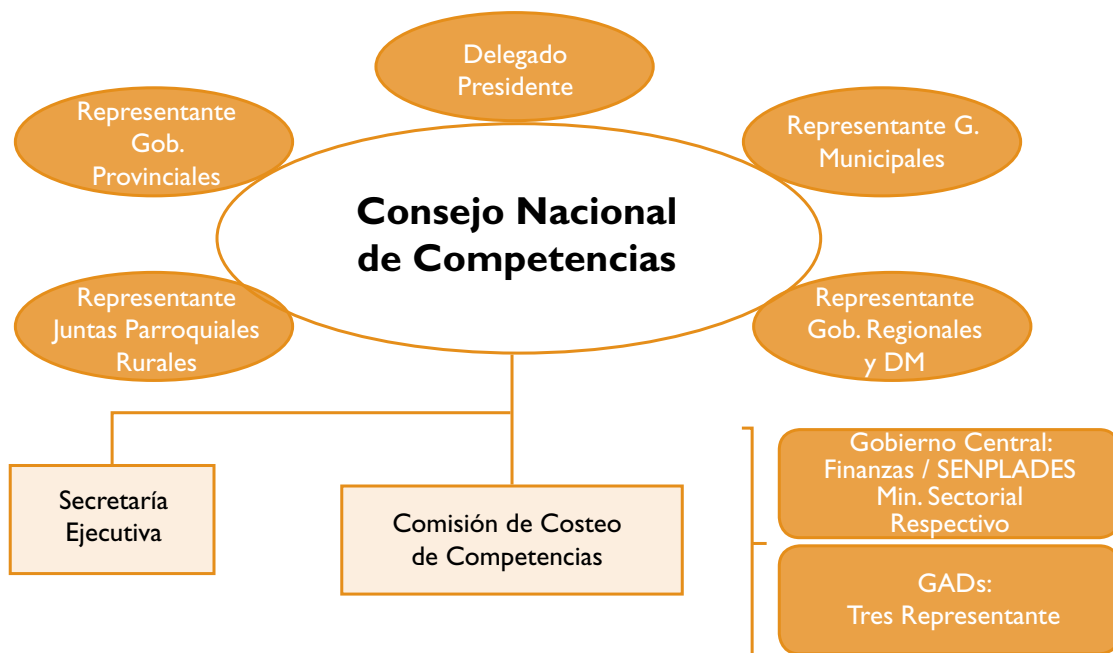 Delegado
Presidente
Representante
Gob.
Provinciales
Representante G.
Municipales
Consejo Nacional
de Competencias
Representante
Juntas Parroquiales
Rurales
Representante
Gob. Regionales
y DM
Secretaría
Ejecutiva
Comisión de Costeo
de Competencias
Gobierno Central:
Finanzas / SENPLADES
Min. Sectorial
Respectivo
GADs:
Tres Representante